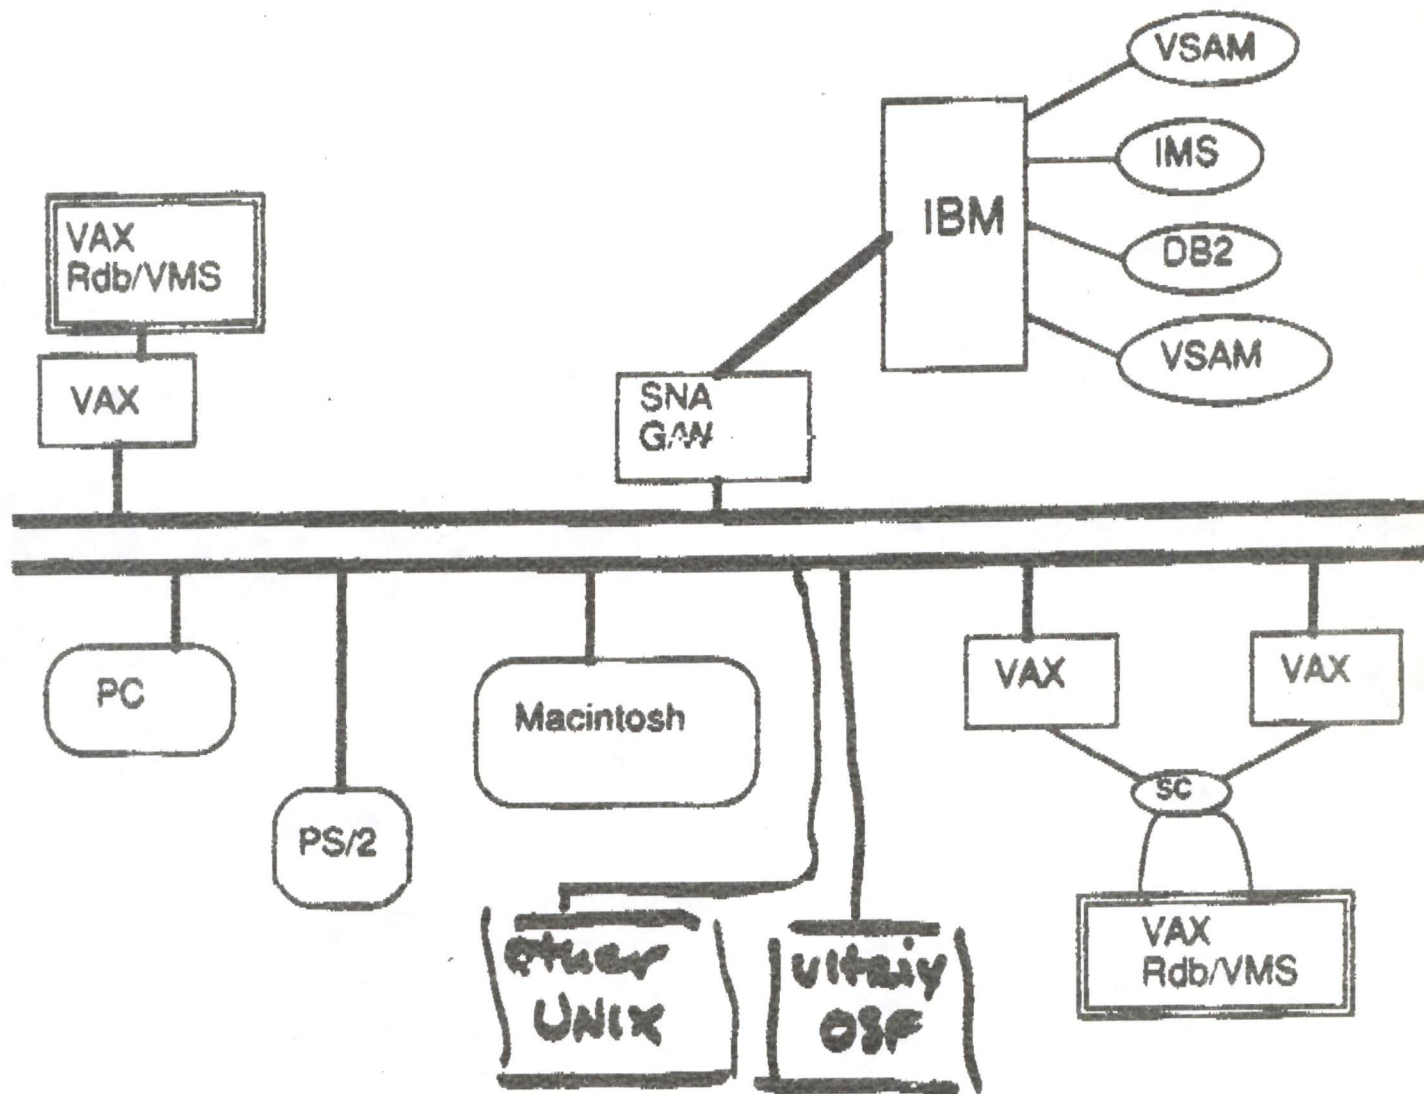 VSAM
IMS
IBM
DB2
VSAM
VAX
Rdb/VMS
VAX
SNA
G/W
PC
PS/2
Macintosh
VAX
VAX
SC
VAX
Rdb/VMS
other
UNIX
OSF